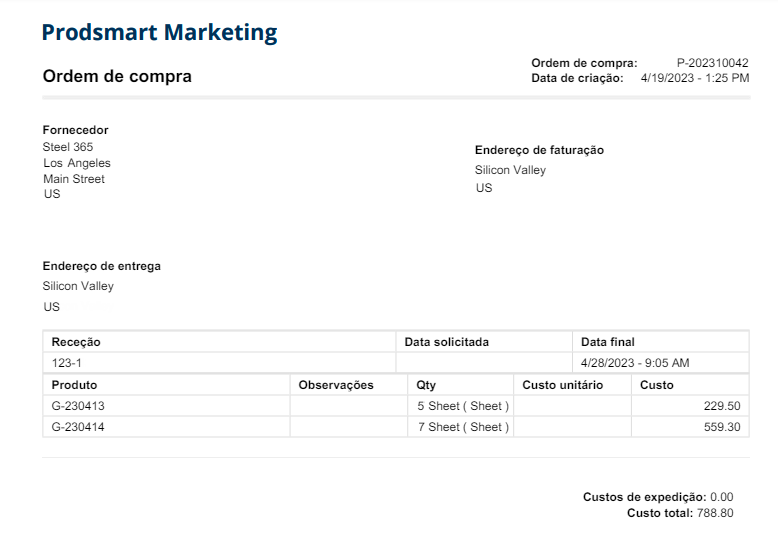 Prodsmart Marketing
Ordem de compra
Ordem de compra: P-202310042
Data de criação: 4/19/2023 - 1:25 PM
Fornecedor
Steel 365
Los Angeles
Main Street
US
Endereço de faturação
Silicon Valley
US
Endereço de entrega
Silicon Valley
US
Receção Data solicitada Data final
123-1 4/28/2023 - 9:05 AM
Produto Observações Qty Custo unitário Custo
G-230413 5 Sheet ( Sheet ) 229.50
G-230414 7 Sheet ( Sheet ) 559.30
Custos de expedição: 0.00
Custo total: 788.80